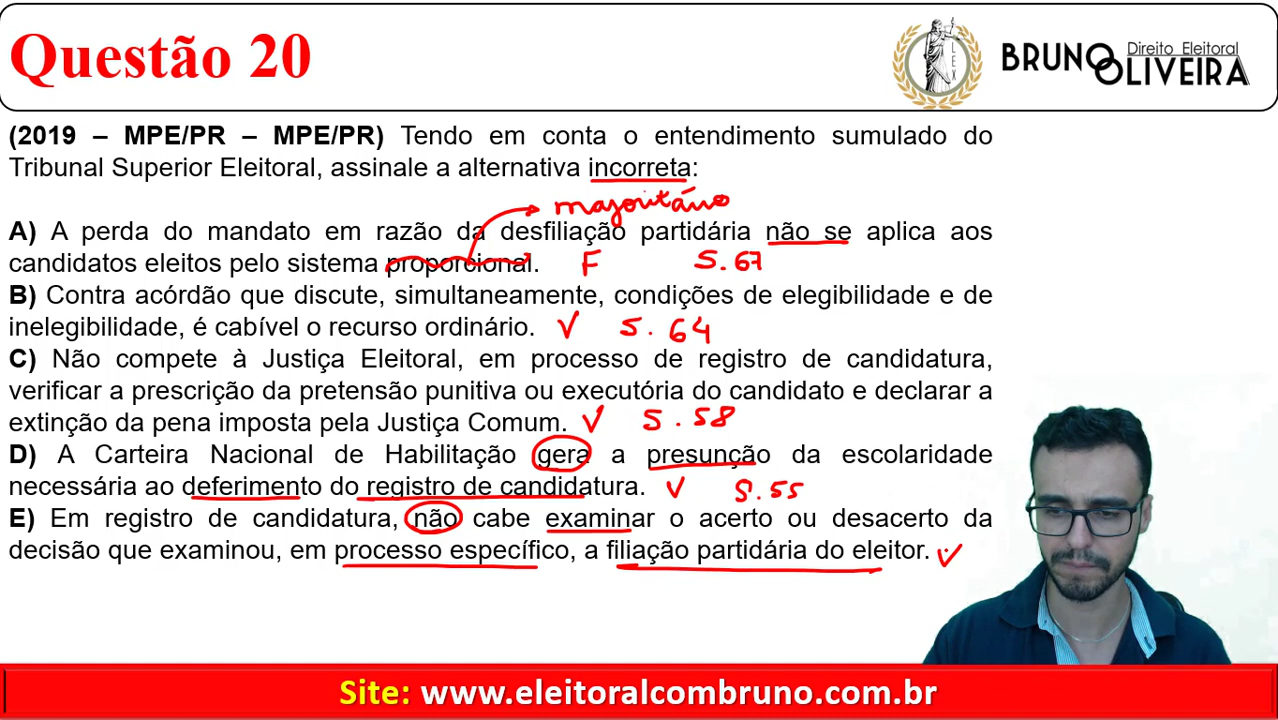 Questão 20
LEX
BRUNO OLIVEIRA
Direito Eleitoral
(2019 – MPE/PR – MPE/PR) Tendo em conta o entendimento sumulado do
Tribunal Superior Eleitoral, assinale a alternativa incorreta:
majoritário
A) A perda do mandato em razão da desfiliação partidária não se aplica aos
candidatos eleitos pelo sistema proporcional. F S.67
B) Contra acórdão que discute, simultaneamente, condições de elegibilidade e de
inelegibilidade, é cabível o recurso ordinário. V S.64
C) Não compete à Justiça Eleitoral, em processo de registro de candidatura,
verificar a prescrição da pretensão punitiva ou executória do candidato e declarar a
extinção da pena imposta pela Justiça Comum. V S.58
D) A Carteira Nacional de Habilitação gera a presunção da escolaridade
necessária ao deferimento do registro de candidatura. V S.55
E) Em registro de candidatura, não cabe examinar o acerto ou desacerto da
decisão que examinou, em processo específico, a filiação partidária do eleitor. V
Site: www.eleitoralcombruno.com.br